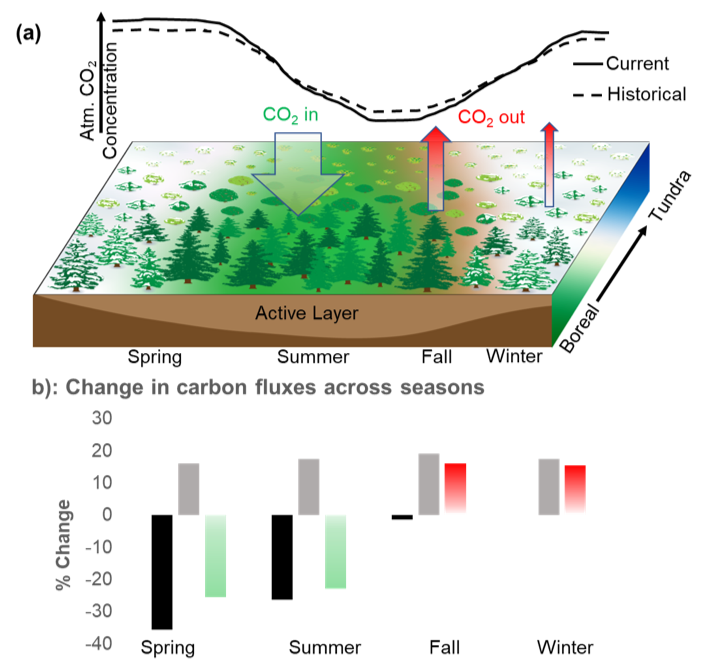 (a)
Atm. CO2
Concentration
Current
Historical
CO2 in
CO2 out
Tundra
Boreal
Active Layer
Spring Summer Fall Winter
b): Change in carbon fluxes across seasons
% Change
30
20
10
0
-10
-20
-30
-40
Spring Summer Fall Winter